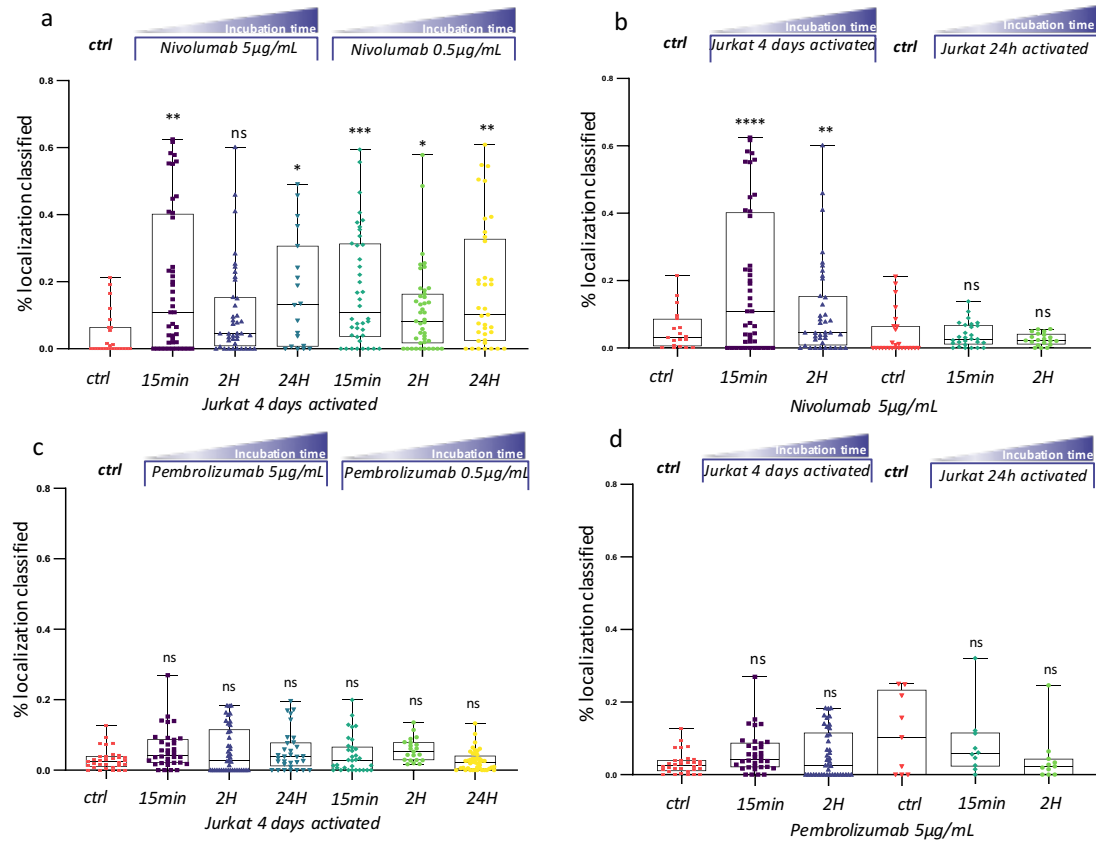 a
Incubation time Incubation time
ctrl Nivolumab 5µg/mL Nivolumab 0.5µg/mL
% localization classified
0.8
0.6
0.4
0.2
0.0
** ns * *** * **
ctrl 15min 2H 24H 15min 2H 24H
Jurkat 4 days activated
b
Incubation time Incubation time
ctrl Jurkat 4 days activated ctrl Jurkat 24h activated
% localization classified
0.8
0.6
0.4
0.2
0.0
**** ** ns ns
ctrl 15min 2H ctrl 15min 2H
Nivolumab 5µg/mL
c
Incubation time Incubation time
ctrl Pembrolizumab 5µg/mL Pembrolizumab 0.5µg/mL
% localization classified
0.8
0.6
0.4
0.2
0.0
ns ns ns ns ns ns
ctrl 15min 2H 24H 15min 2H 24H
Jurkat 4 days activated
d
Incubation time Incubation time
ctrl Jurkat 4 days activated ctrl Jurkat 24h activated
% localization classified
0.8
0.6
0.4
0.2
0.0
ns ns ns ns
ctrl 15min 2H ctrl 15min 2H
Pembrolizumab 5µg/mL